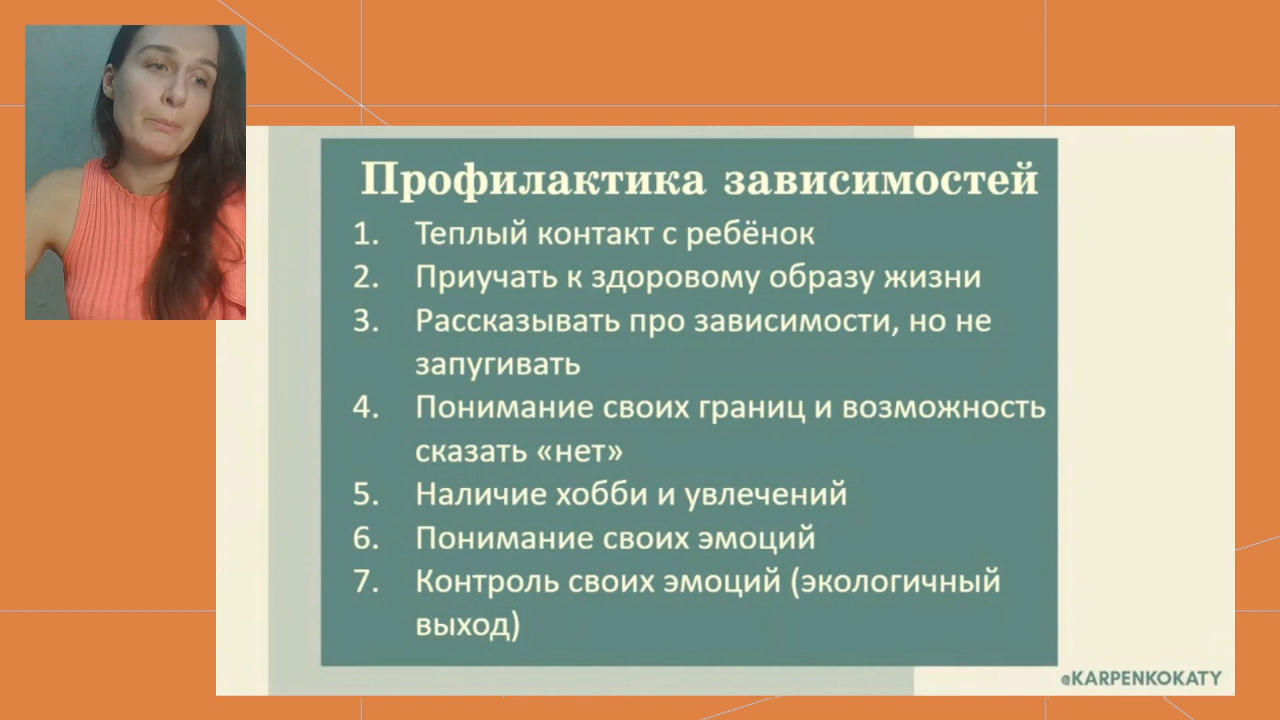 Профилактика зависимостей
1. Теплый контакт с ребёнок
2. Приучать к здоровому образу жизни
3. Рассказывать про зависимости, но не
запугивать
4. Понимание своих границ и возможность
сказать «нет»
5. Наличие хобби и увлечений
6. Понимание своих эмоций
7. Контроль своих эмоций (экологичный
выход)
@KARPENKOKATY